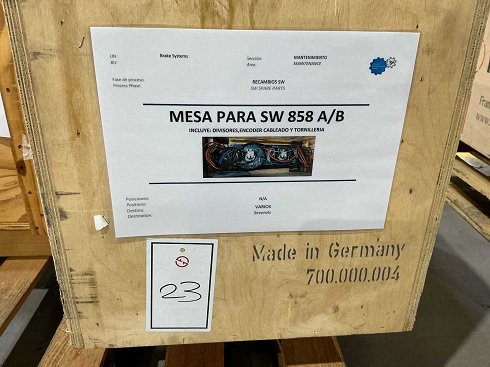 UN
BU
Brake Systems
Sección:
Area:
MANTENIMIENTO
MAINTENANCE
Fase de proceso:
Process Phase:
RECAMBIOS SW
SW SPARE PARTS
MESA PARA SW 858 A/B
INCLUYE: DIVISORES,ENCODER CABLEADO Y TORNILLERIA
Posiciones:
Positions:
N/A
Destino:
Destination:
VARIOS
Severals
23
Made in Germany
700.000.004